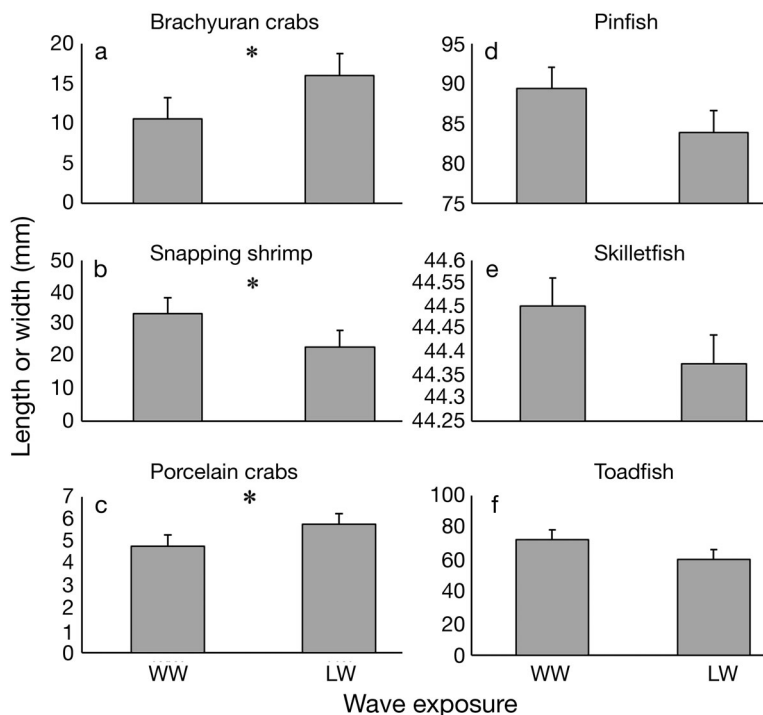 Brachyuran crabs
a
*
20
15
10
5
0
Pinfish
d
95
90
85
80
75
Snapping shrimp
b
*
50
40
30
20
10
0
Skilletfish
e
44.6
44.55
44.5
44.45
44.4
44.35
44.3
44.25
Porcelain crabs
c
*
7
6
5
4
3
2
1
0
WW
LW
Toadfish
f
100
80
60
40
20
0
WW
LW
Length or width (mm)
Wave exposure